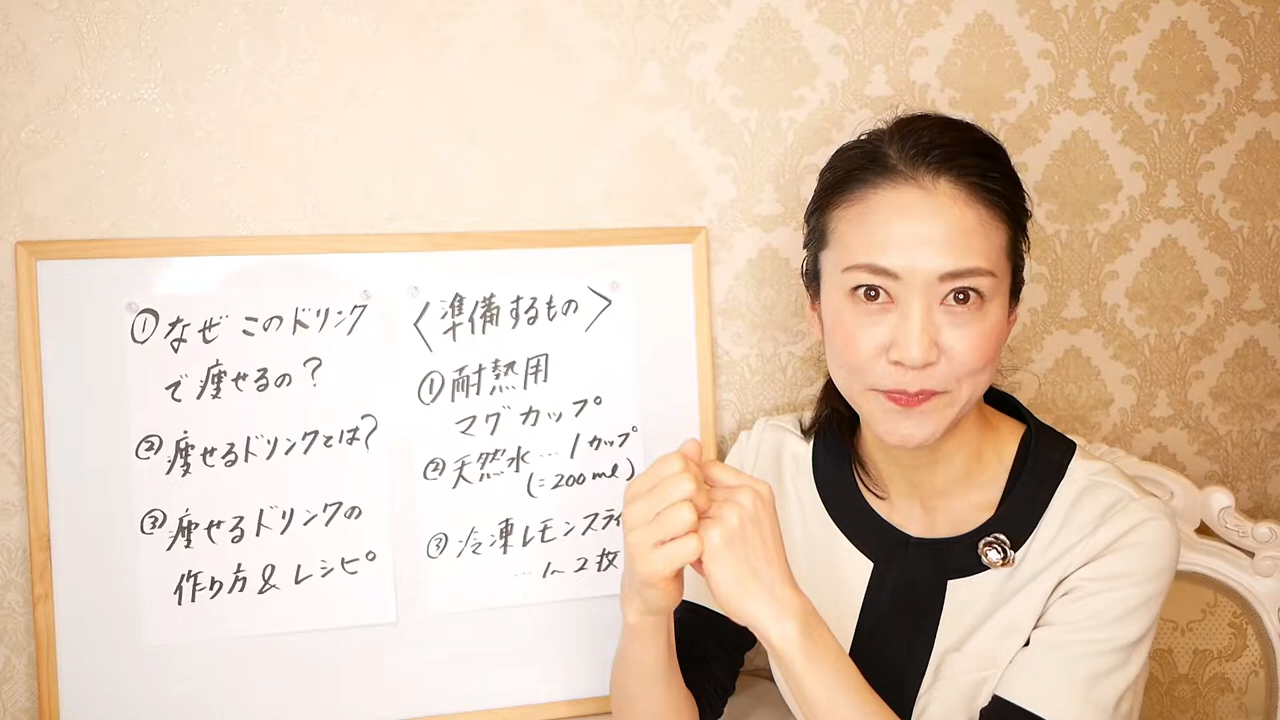 ①なぜこのドリンク
で痩せるの？
②痩せるドリンクとは？
③痩せるドリンクの
作り方&レシピ
〈準備するもの〉
①耐熱用
マグカップ
②天然水…1カップ
(=200ml)
③冷凍レモンスティ
…1~2枚